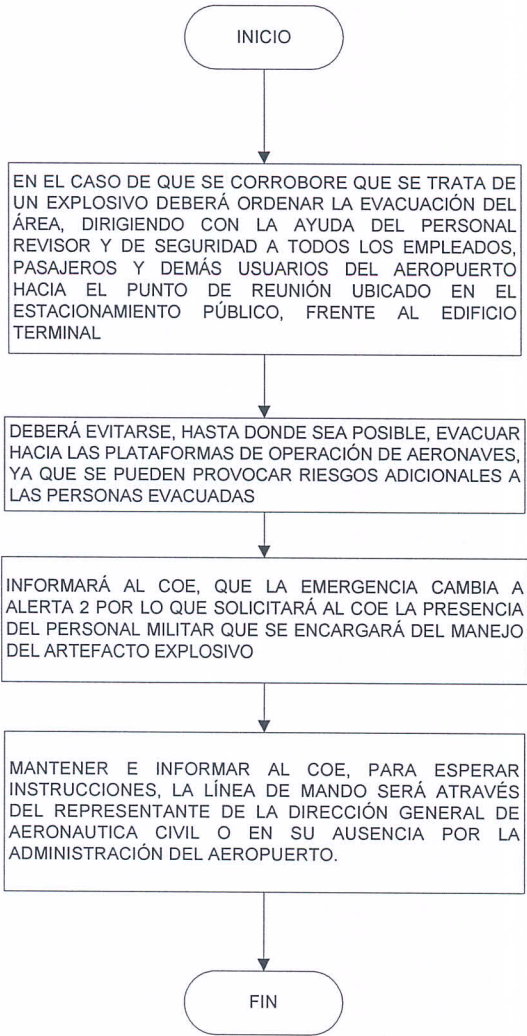 INICIO
EN EL CASO DE QUE SE CORROBORE QUE SE TRATA DE
UN EXPLOSIVO DEBERÁ ORDENAR LA EVACUACIÓN DEL
ÁREA, DIRIGIENDO CON LA AYUDA DEL PERSONAL
REVISOR Y DE SEGURIDAD A TODOS LOS EMPLEADOS,
PASAJEROS Y DEMÁS USUARIOS DEL AEROPUERTO
HACIA EL PUNTO DE REUNIÓN UBICADO EN EL
ESTACIONAMIENTO PÚBLICO, FRENTE AL EDIFICIO
TERMINAL
DEBERÁ EVITARSE, HASTA DONDE SEA POSIBLE, EVACUAR
HACIA LAS PLATAFORMAS DE OPERACIÓN DE AERONAVES,
YA QUE SE PUEDEN PROVOCAR RIESGOS ADICIONALES A
LAS PERSONAS EVACUADAS
INFORMARÁ AL COE, QUE LA EMERGENCIA CAMBIA A
ALERTA 2 POR LO QUE SOLICITARÁ AL COE LA PRESENCIA
DEL PERSONAL MILITAR QUE SE ENCARGARÁ DEL MANEJO
DEL ARTEFACTO EXPLOSIVO
MANTENER E INFORMAR AL COE, PARA ESPERAR
INSTRUCCIONES, LA LÍNEA DE MANDO SERÁ ATRAVÉS
DEL REPRESENTANTE DE LA DIRECCIÓN GENERAL DE
AERONAUTICA CIVIL O EN SU AUSENCIA POR LA
ADMINISTRACIÓN DEL AEROPUERTO.
FIN